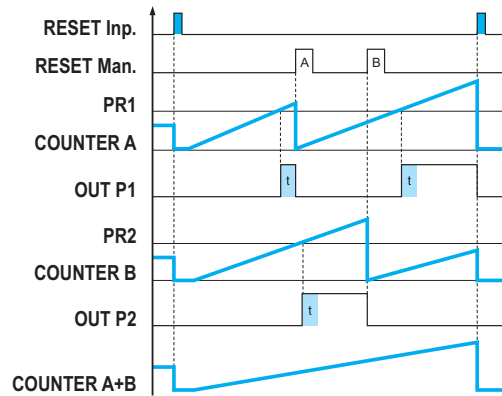 RESET Inp.
RESET Man.
A
B
PR1
COUNTER A
OUT P1
t
t
PR2
COUNTER B
OUT P2
t
COUNTER A+B